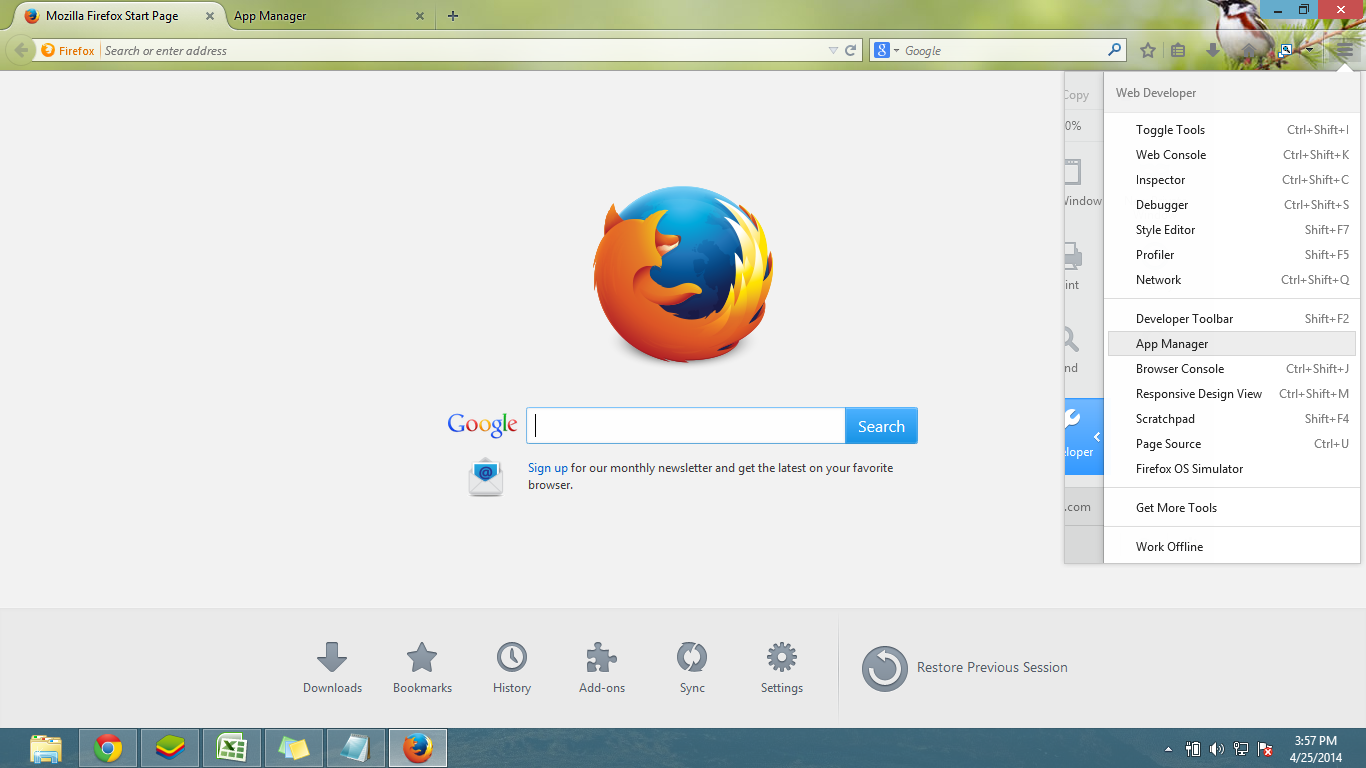 Mozilla Firefox Start Page
App Manager
Firefox
Search or enter address
Google
Copy
0%
Window
int
nd
eloper
.com
Web Developer
Toggle Tools Ctrl+Shift+I
Web Console Ctrl+Shift+K
Inspector Ctrl+Shift+C
Debugger Ctrl+Shift+S
Style Editor Shift+F7
Profiler Shift+F5
Network Ctrl+Shift+Q
Developer Toolbar Shift+F2
App Manager
Browser Console Ctrl+Shift+J
Responsive Design View Ctrl+Shift+M
Scratchpad Shift+F4
Page Source Ctrl+U
Firefox OS Simulator
Get More Tools
Work Offline
Google
Search
Sign up for our monthly newsletter and get the latest on your favorite
browser.
Downloads
Bookmarks
History
Add-ons
Sync
Settings
Restore Previous Session
3:57 PM
4/25/2014